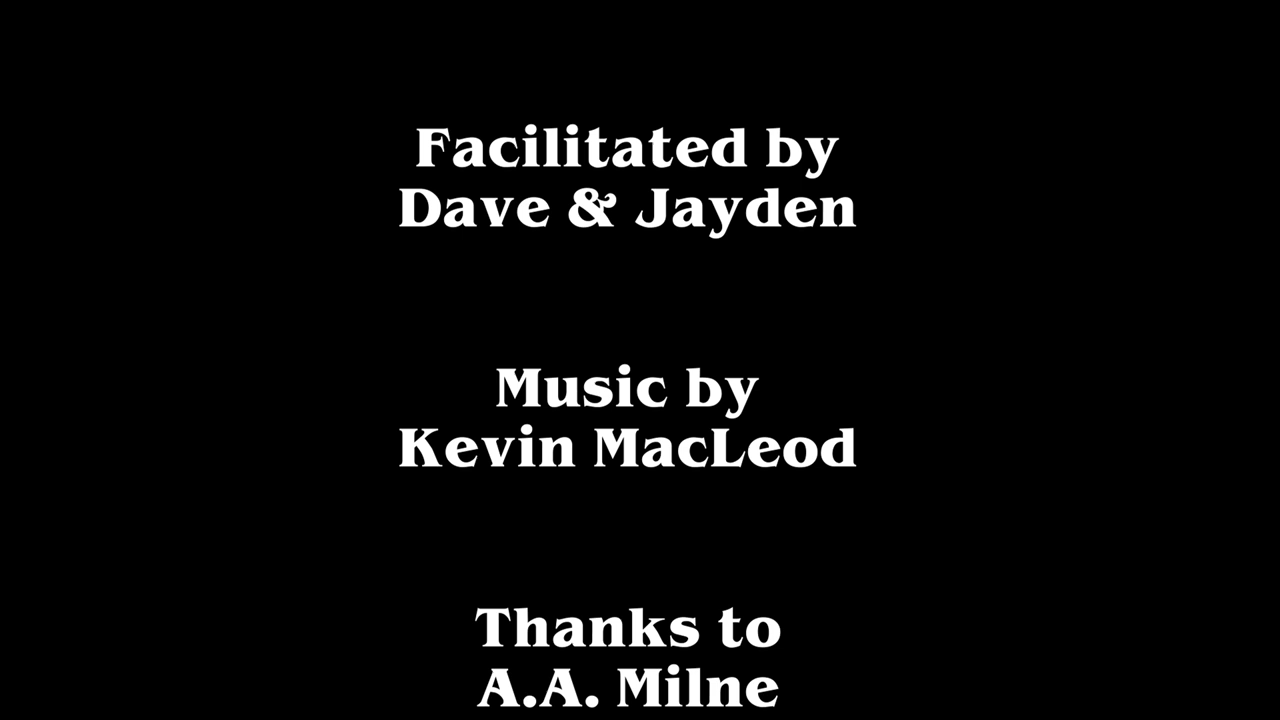 Facilitated by
Dave & Jayden
Music by
Kevin MacLeod
Thanks to
A.A. Milne